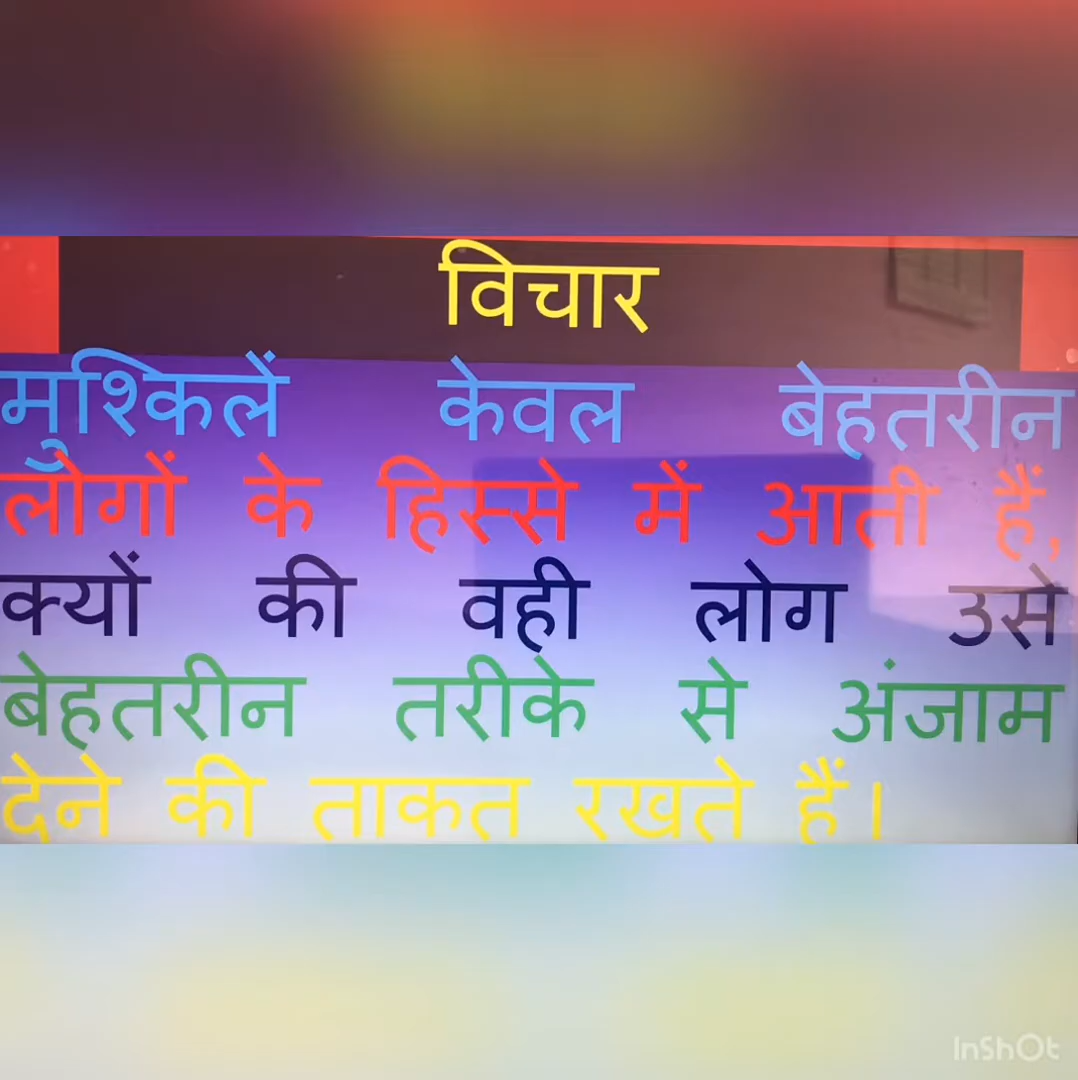 विचार
मुश्किलें केवल बेहतरीन
लोगों के हिस्से में आती हैं,
क्यों की वही लोग उसे
बेहतरीन तरीके से अंजाम
देने की ताकत रखते हैं।
InShOt